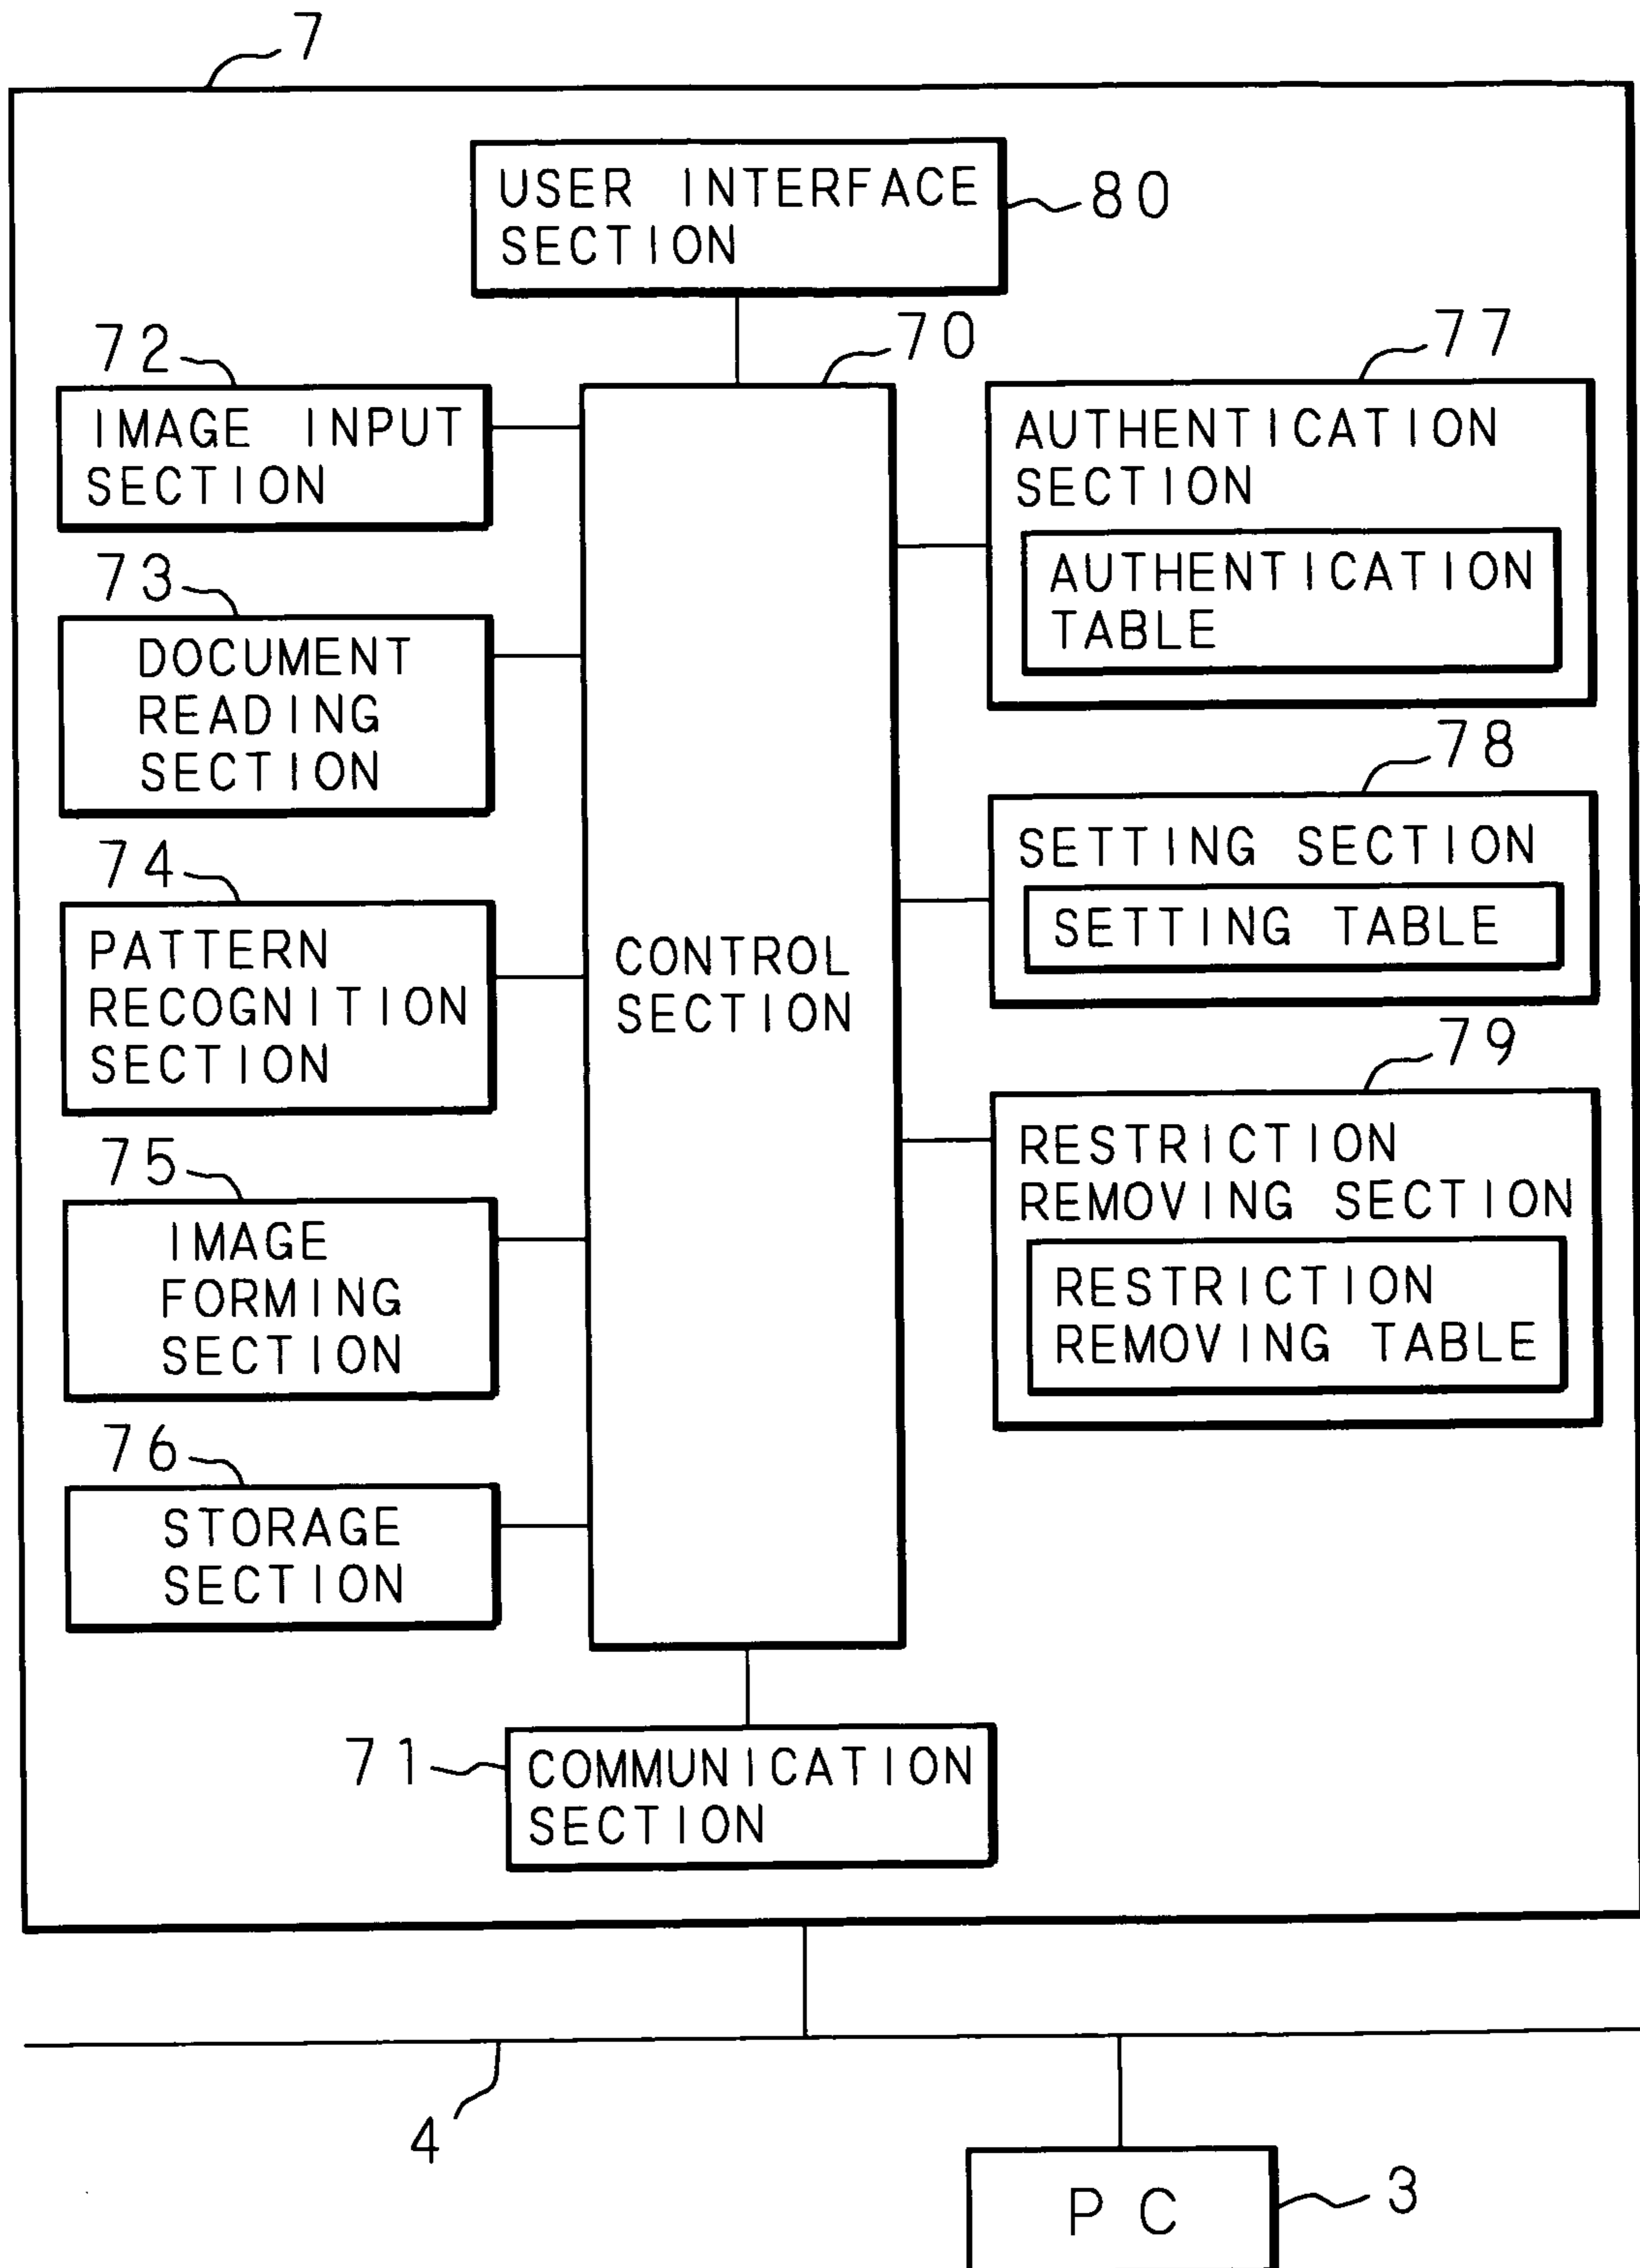 7
USER INTERFACE
SECTION
80
70
72
IMAGE INPUT
SECTION
73
DOCUMENT
READING
SECTION
74
PATTERN
RECOGNITION
SECTION
75
IMAGE
FORMING
SECTION
76
STORAGE
SECTION
CONTROL
SECTION
77
AUTHENTICATION
SECTION
AUTHENTICATION
TABLE
78
SETTING SECTION
SETTING TABLE
79
RESTRICTION
REMOVING SECTION
RESTRICTION
REMOVING TABLE
71
COMMUNICATION
SECTION
4
PC
3